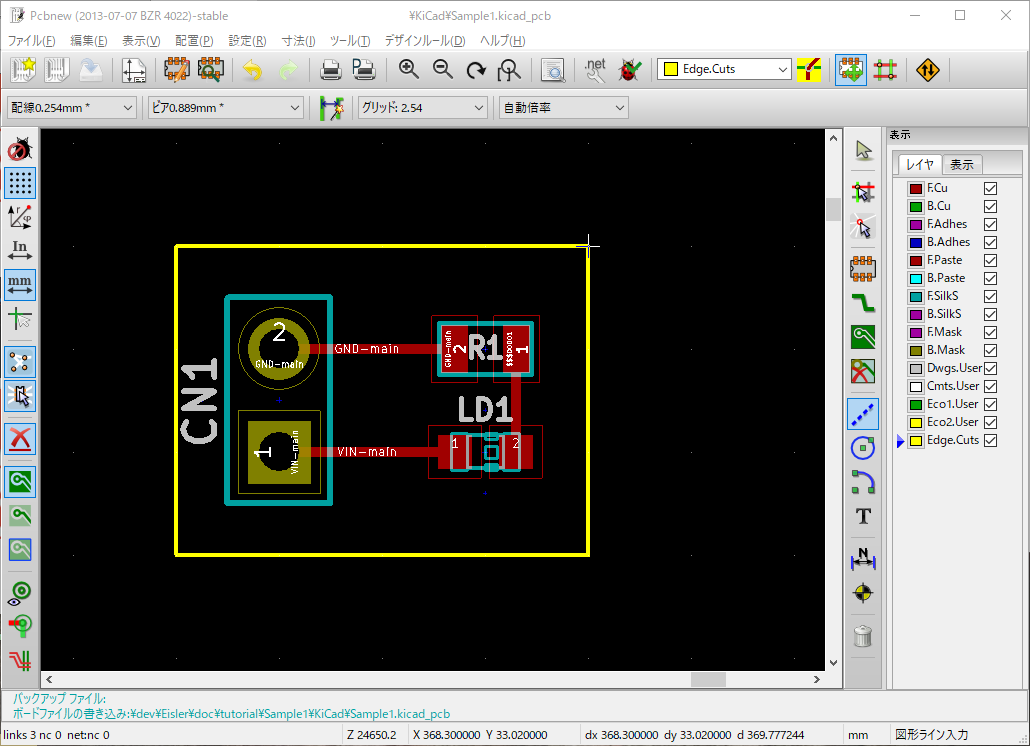 Pcbnew (2013-07-07 BZR 4022)-stable
¥KiCad¥Sample1.kicad_pcb
ファイル(F) 編集(E) 表示(V) 配置(P) 設定(R) 寸法(I) ツール(T) デザインルール(D) ヘルプ(H)
.net
Edge.Cuts
配線0.254mm *
ビア0.889mm *
グリッド: 2.54
自動倍率
In
mm
2
GND-main
GND-main
GND-main
2
R1
$$$00001
1
CN1
LD1
1
VIN-main
VIN-main
1
2
T
N
表示
レイヤ 表示
F.Cu
B.Cu
F.Adhes
B.Adhes
F.Paste
B.Paste
F.SilkS
B.SilkS
F.Mask
B.Mask
Dwgs.User
Cmts.User
Eco1.User
Eco2.User
Edge.Cuts
バックアップ ファイル:
ボードファイルの書き込み:¥dev¥Eisler¥doc¥tutorial¥Sample1¥KiCad¥Sample1.kicad_pcb
links 3 nc 0 net:nc 0
Z 24650.2
X 368.300000 Y 33.020000
dx 368.300000 dy 33.020000 d 369.777244
mm
図形ライン入力